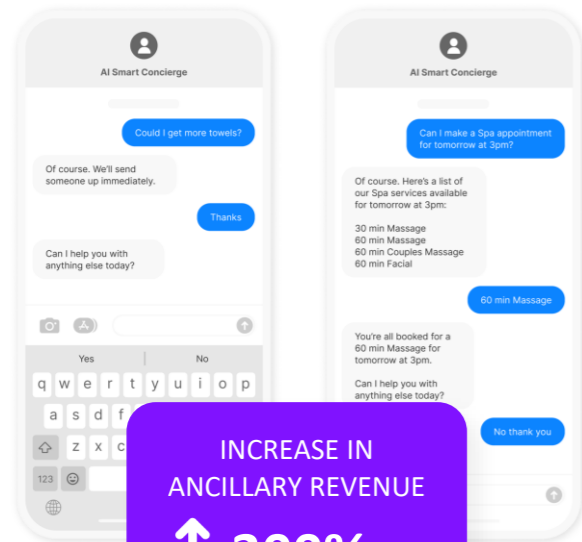 AI Smart Concierge
Could I get more towels?
Of course. We'll send
someone up immediately.
Thanks
Can I help you with
anything else today?
Yes
No
q w e r t y u i o p
a s d f
z x c
123
AI Smart Concierge
Can I make a Spa appointment
for tomorrow at 3pm?
Of course. Here's a list of
our Spa services available
for tomorrow at 3pm:
30 min Massage
60 min Massage
60 min Couples Massage
60 min Facial
60 min Massage
You're all booked for a
60 min Massage for
tomorrow at 3pm.
Can I help you with
anything else today?
No thank you
INCREASE IN
ANCILLARY REVENUE